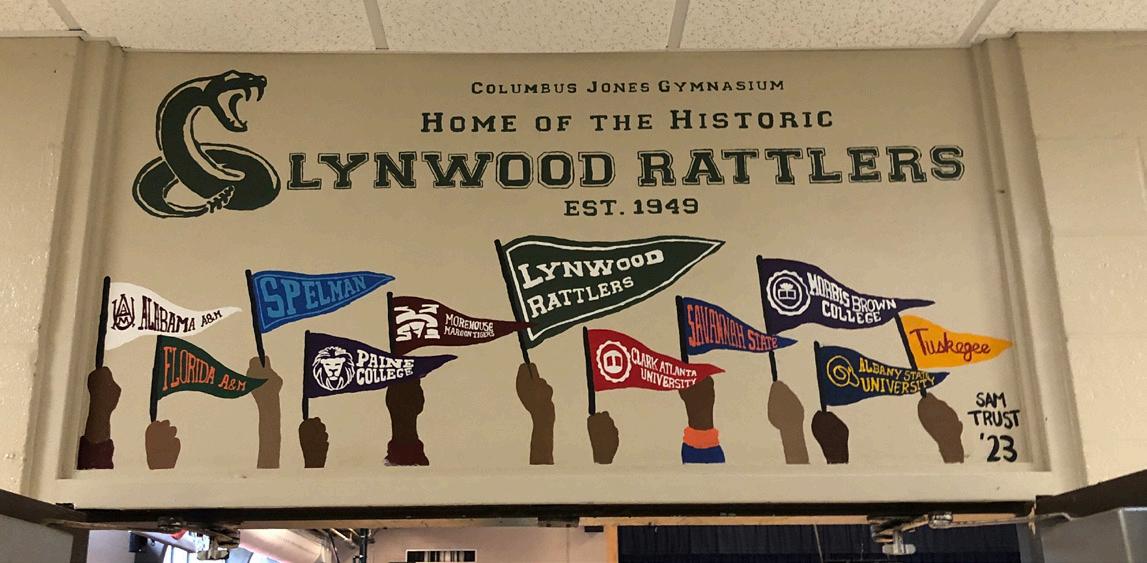 COLUMBUS JONES GYMNASIUM
HOME OF THE HISTORIC
LYNWOOD RATTLERS
EST. 1949
ALABAMA A&M
FLORIDA A&M
SPELMAN
PAINE
COLLEGE
MOREHOUSE
MAROON TIGERS
LYNWOOD
RATTLERS
CLARK ATLANTA
UNIVERSITY
SAVANNAH STATE
MORRIS BROWN
COLLEGE
ALBANY STATE
UNIVERSITY
Tuskegee
SAM
TRUST
'23